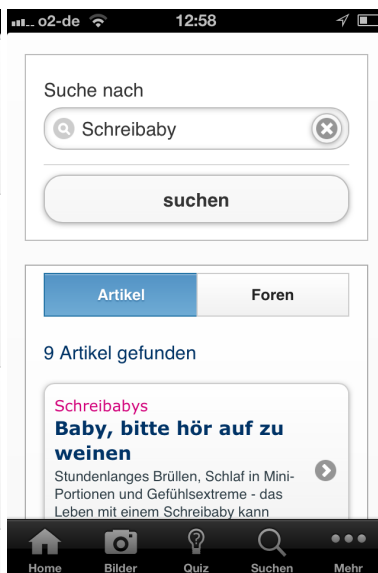 o2-de 12:58
Suche nach
Schreibaby
suchen
Artikel Foren
9 Artikel gefunden
Schreibabys
Baby, bitte hör auf zu
weinen
Stundenlanges Brüllen, Schlaf in Mini-
Portionen und Gefühlsextreme - das
Leben mit einem Schreibaby kann
Home Bilder Quiz Suchen Mehr